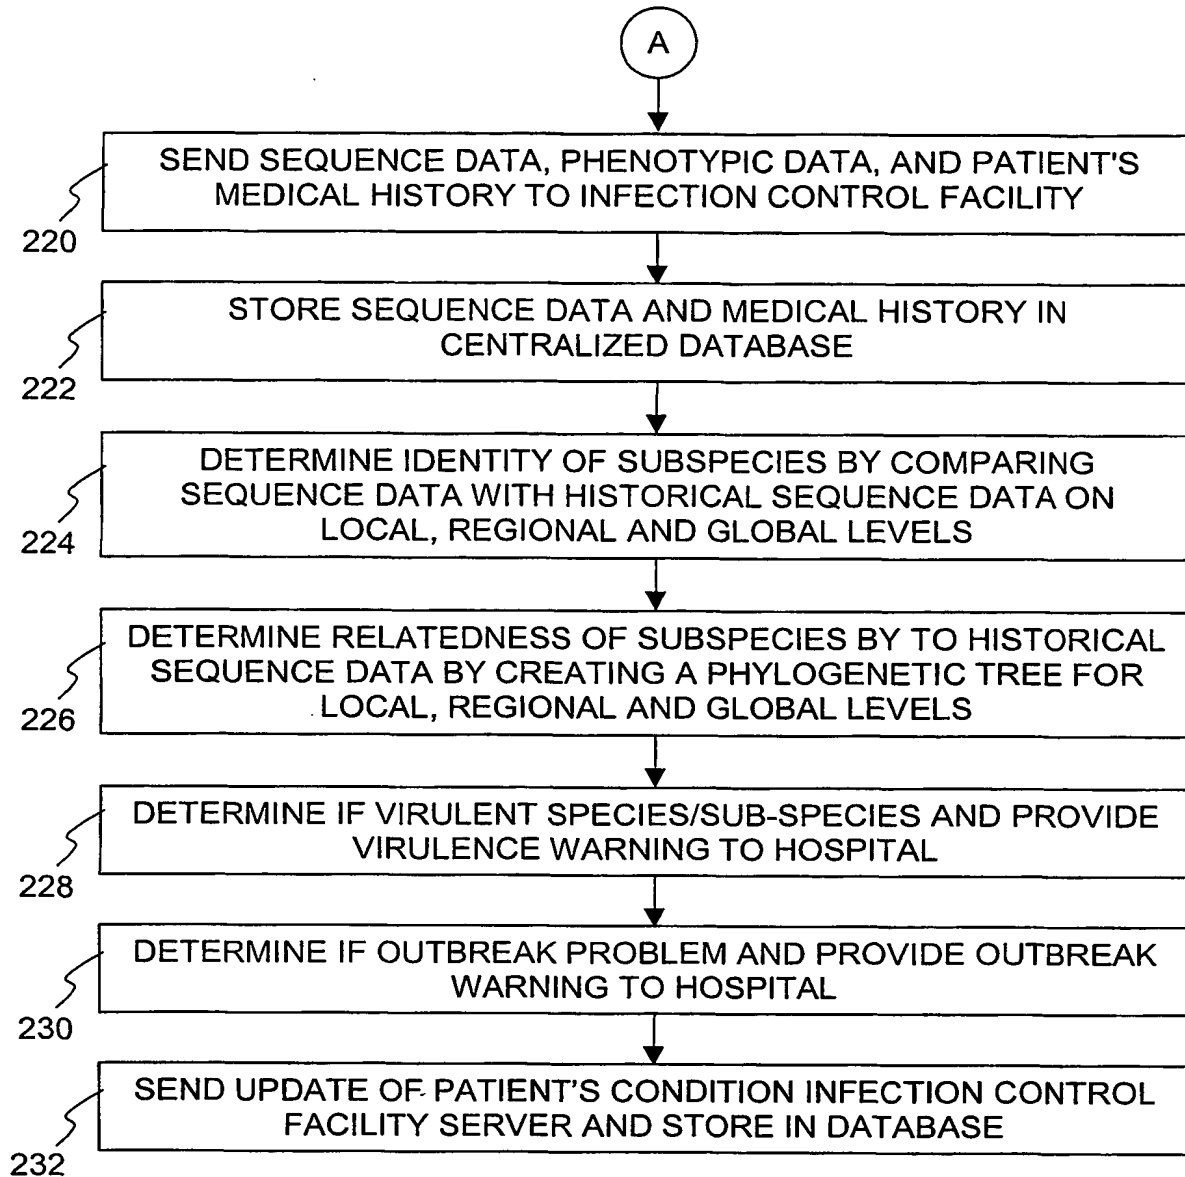 A
SEND SEQUENCE DATA, PHENOTYPIC DATA, AND PATIENT'S
MEDICAL HISTORY TO INFECTION CONTROL FACILITY
220
STORE SEQUENCE DATA AND MEDICAL HISTORY IN
CENTRALIZED DATABASE
222
DETERMINE IDENTITY OF SUBSPECIES BY COMPARING
SEQUENCE DATA WITH HISTORICAL SEQUENCE DATA ON
LOCAL, REGIONAL AND GLOBAL LEVELS
224
DETERMINE RELATEDNESS OF SUBSPECIES BY TO HISTORICAL
SEQUENCE DATA BY CREATING A PHYLOGENETIC TREE FOR
LOCAL, REGIONAL AND GLOBAL LEVELS
226
DETERMINE IF VIRULENT SPECIES/SUB-SPECIES AND PROVIDE
VIRULENCE WARNING TO HOSPITAL
228
DETERMINE IF OUTBREAK PROBLEM AND PROVIDE OUTBREAK
WARNING TO HOSPITAL
230
SEND UPDATE OF PATIENT'S CONDITION INFECTION CONTROL
FACILITY SERVER AND STORE IN DATABASE
232